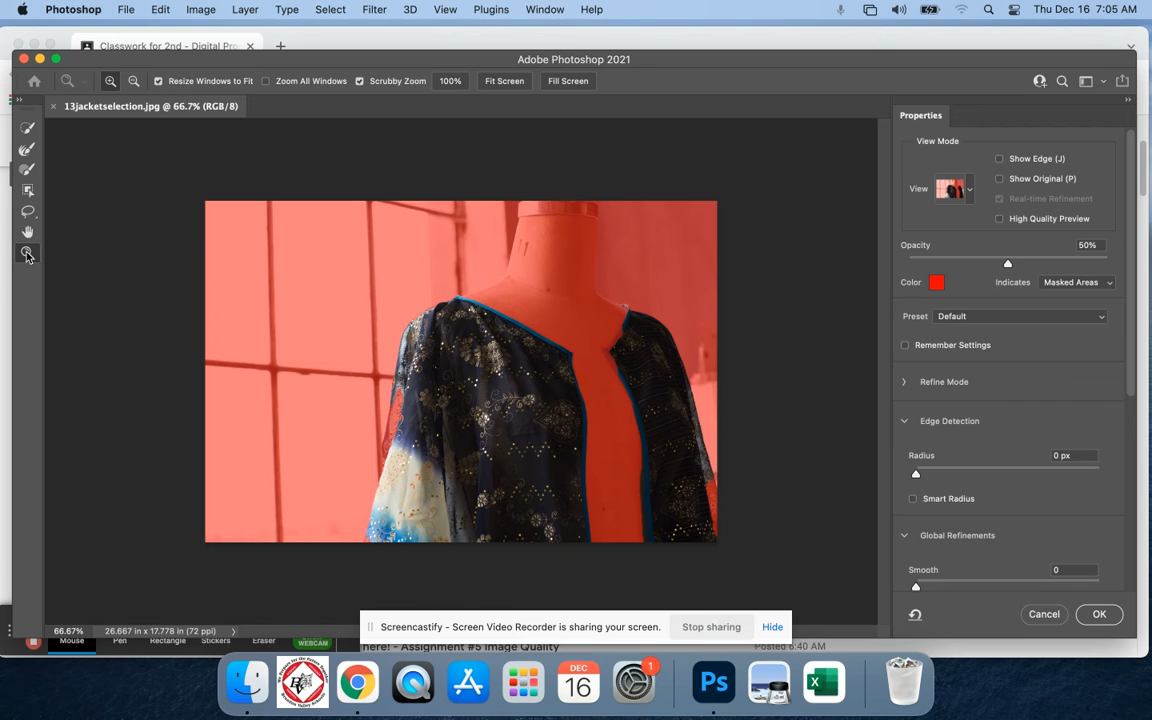 Photoshop File Edit Image Layer Type Select Filter 3D View Plugins Window Help Thu Dec 16 7:05 AM
Classwork for 2nd - Digital Pro
Adobe Photoshop 2021
Resize Windows to Fit Zoom All Windows Scrubby Zoom 100% Fit Screen Fill Screen
13jacketselection.jpg @ 66.7% (RGB/8)
Properties
View Mode
Show Edge (J)
View
Show Original (P)
Real-time Refinement
High Quality Preview
Opacity 50%
Color Indicates Masked Areas
Preset Default
Remember Settings
Refine Mode
Edge Detection
Radius 0 px
Smart Radius
Global Refinements
Smooth 0
Cancel OK
66.67% 26.667 in x 17.778 in (72 ppi)
Screencastify - Screen Video Recorder is sharing your screen. Stop sharing Hide
Mouse Pen Rectangle Stickers Eraser WEBCAM
here! - Assignment #5 Image Quality Posted 6:40 AM
DEC
16
1
Ps